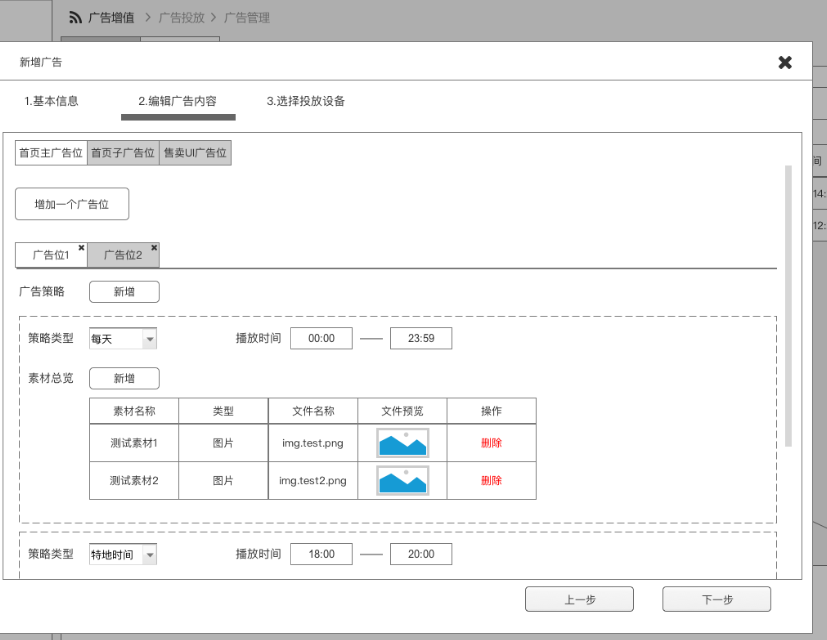 广告增值 > 广告投放 > 广告管理
新增广告
1.基本信息 2.编辑广告内容 3.选择投放设备
首页主广告位 首页子广告位 售卖UI广告位
间
增加一个广告位
14:
12:
广告位1 广告位2
广告策略 新增
策略类型 每天 播放时间 00:00 — 23:59
素材总览 新增
素材名称 类型 文件名称 文件预览 操作
测试素材1 图片 img.test.png 删除
测试素材2 图片 img.test2.png 删除
策略类型 特地时间 播放时间 18:00 — 20:00
上一步 下一步